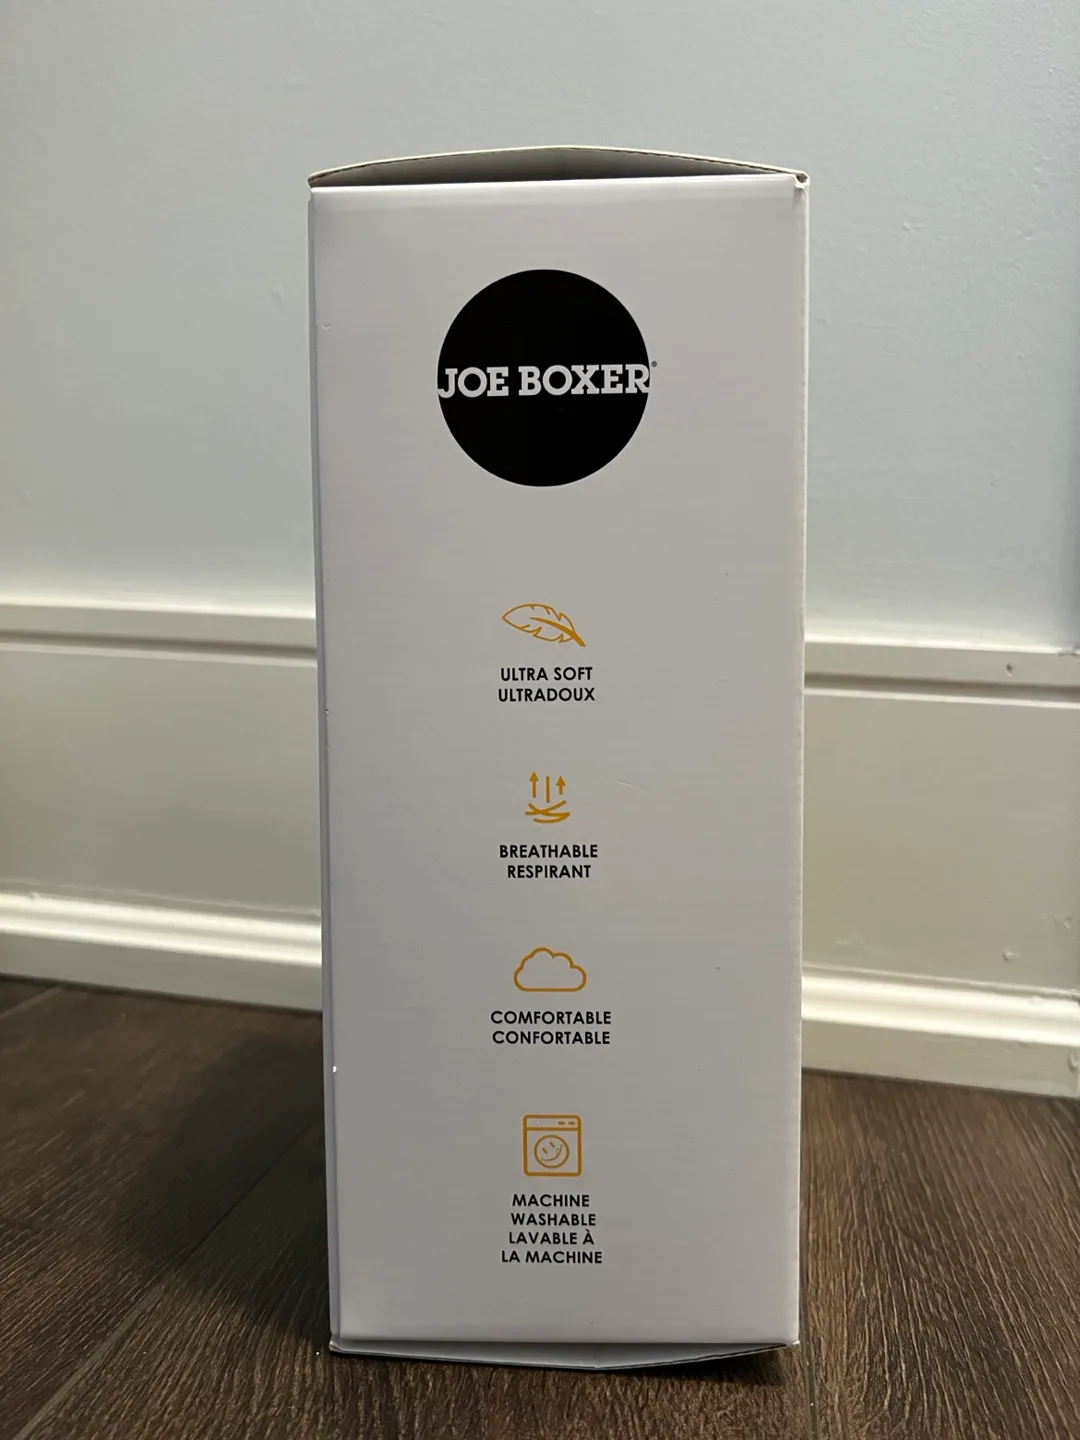 JOE BOXER®
ULTRA SOFT
ULTRADOUX
BREATHABLE
RESPIRANT
COMFORTABLE
CONFORTABLE
MACHINE
WASHABLE
LAVABLE À
LA MACHINE